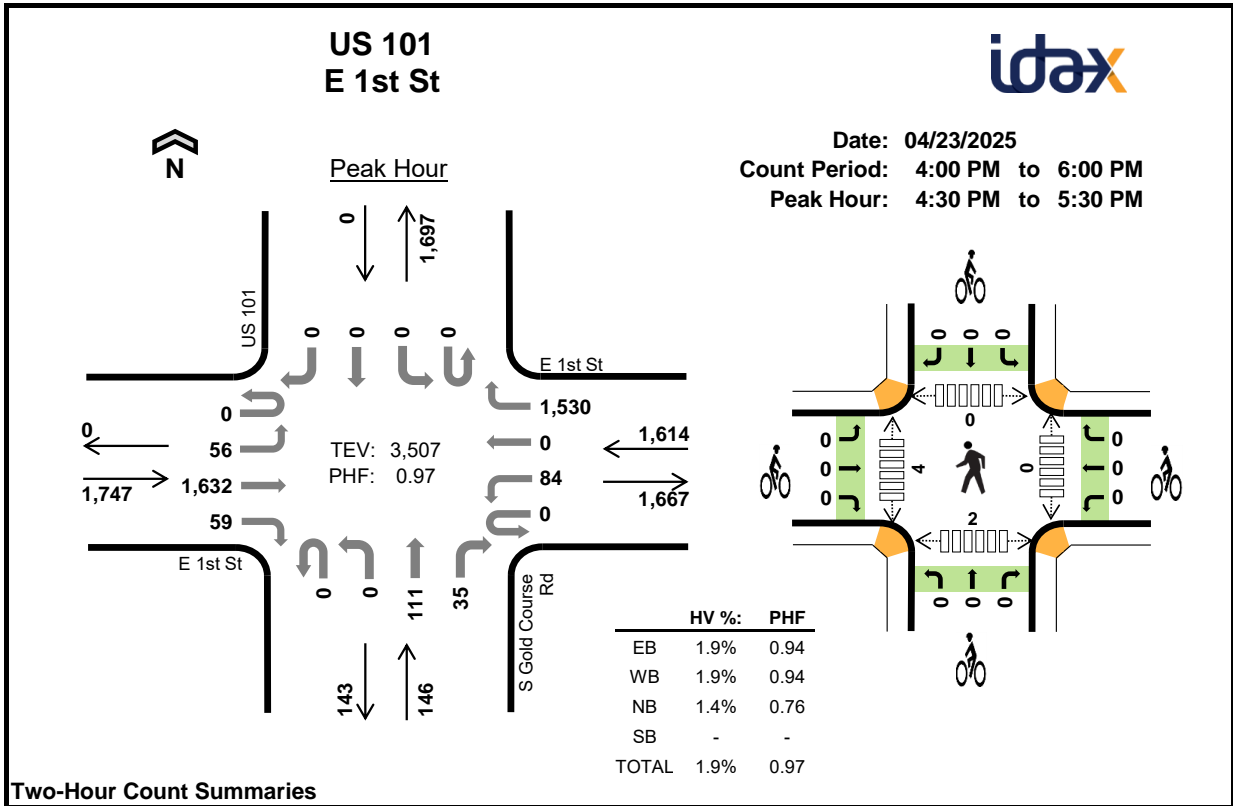 US 101
E 1st St
idax
N
Peak Hour
Date: 04/23/2025
Count Period: 4:00 PM to 6:00 PM
Peak Hour: 4:30 PM to 5:30 PM
0
1,697
US 101
0 0 0 0
E 1st St
0
56
1,632
59
0
1,747
TEV: 3,507
PHF: 0.97
1,530
0
84
0
1,614
1,667
E 1st St
0 0 111 35
S Gold Course Rd
143
146
0 0 0
0
0
0
0
0
4
0
0
0
0
2
0 0 0
HV %: PHF
EB 1.9% 0.94
WB 1.9% 0.94
NB 1.4% 0.76
SB - -
TOTAL 1.9% 0.97
Two-Hour Count Summaries